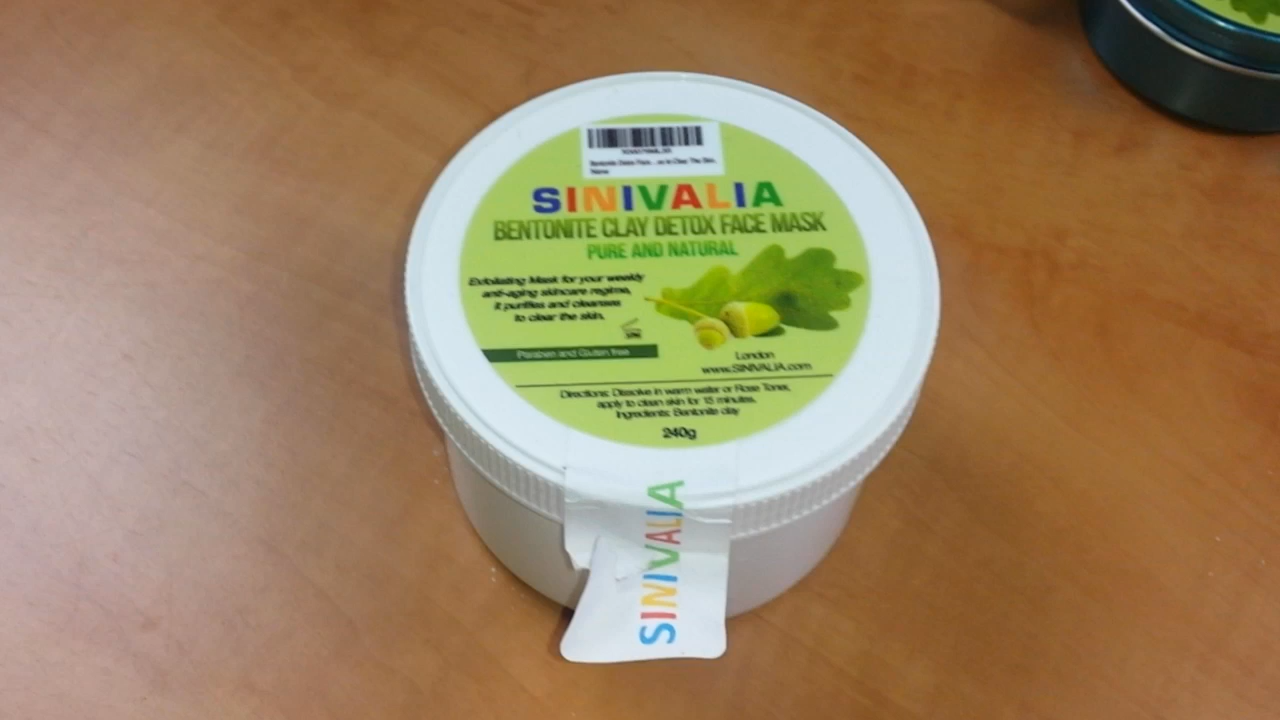 SINIVALIA
BENTONITE CLAY DETOX FACE MASK
PURE AND NATURAL
Exfoliating Mask for your weekly
anti-aging skincare regime,
it purifies and cleanses
to clear the skin.
Paraben and Gluten free
London
www.SINIVALIA.com
Directions: Dissolve in warm water or Rose Toner,
apply to clean skin for 15 minutes.
Ingredients: Bentonite clay
240g
SINIVALIA